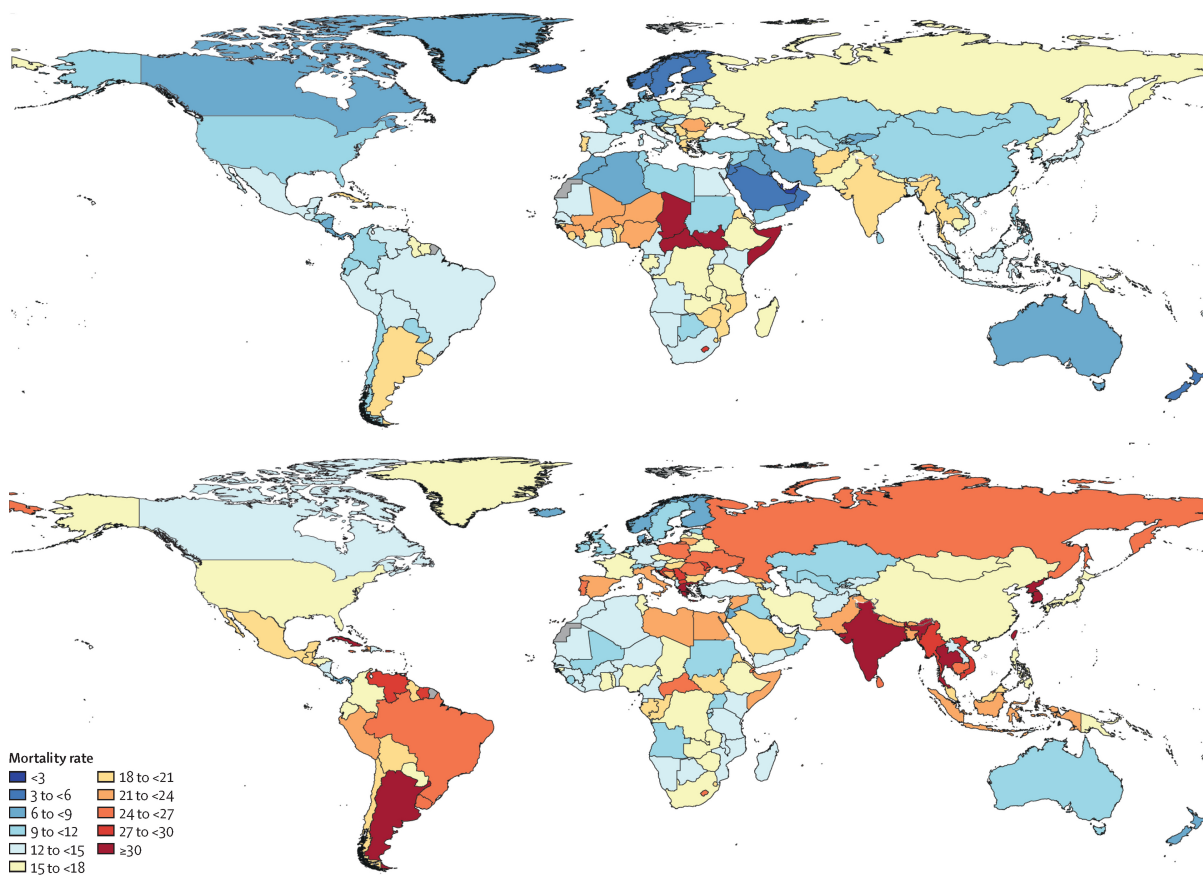 Mortality rate
<3
3 to <6
6 to <9
9 to <12
12 to <15
15 to <18
18 to <21
21 to <24
24 to <27
27 to <30
≥30